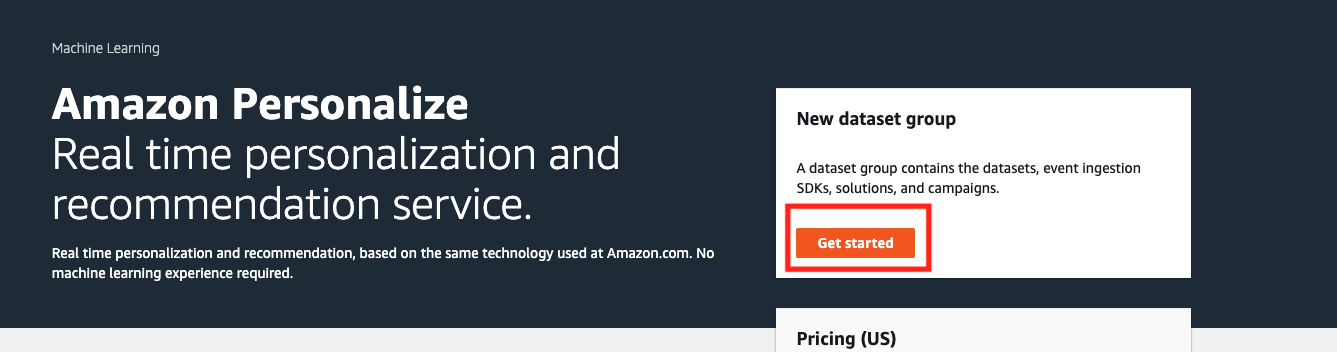 Machine Learning
Amazon Personalize
Real time personalization and
recommendation service.
Real time personalization and recommendation, based on the same technology used at Amazon.com. No
machine learning experience required.
New dataset group
A dataset group contains the datasets, event ingestion
SDKs, solutions, and campaigns.
Get started
Pricing (US)